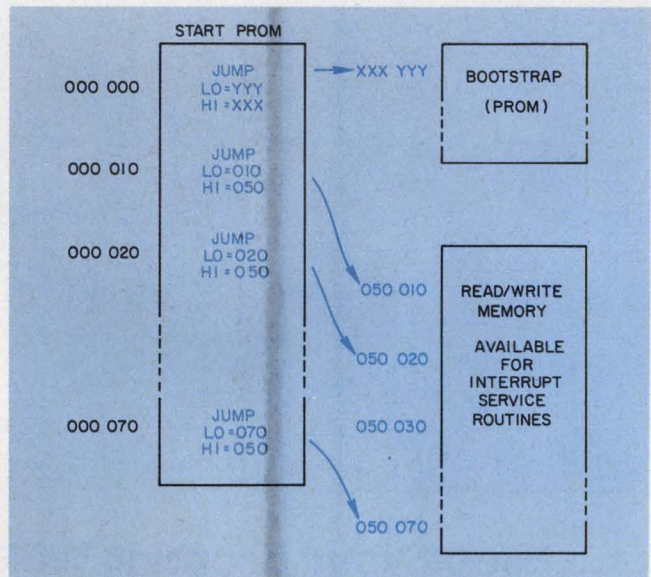 START PROM
000 000
JUMP
LO=YYY
HI=XXX
XXX YYY
BOOTSTRAP
(PROM)
000 010
JUMP
LO=010
HI=050
000 020
JUMP
LO=020
HI=050
050 010
READ/WRITE
MEMORY
050 020
AVAILABLE
FOR
INTERRUPT
SERVICE
ROUTINES
000 070
JUMP
LO=070
HI=050
050 030
050 070